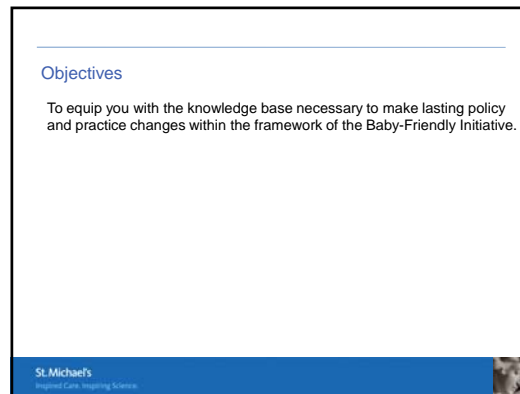 Objectives
To equip you with the knowledge base necessary to make lasting policy
and practice changes within the framework of the Baby-Friendly Initiative.
St. Michael's
Inspired Care. Inspiring Science.